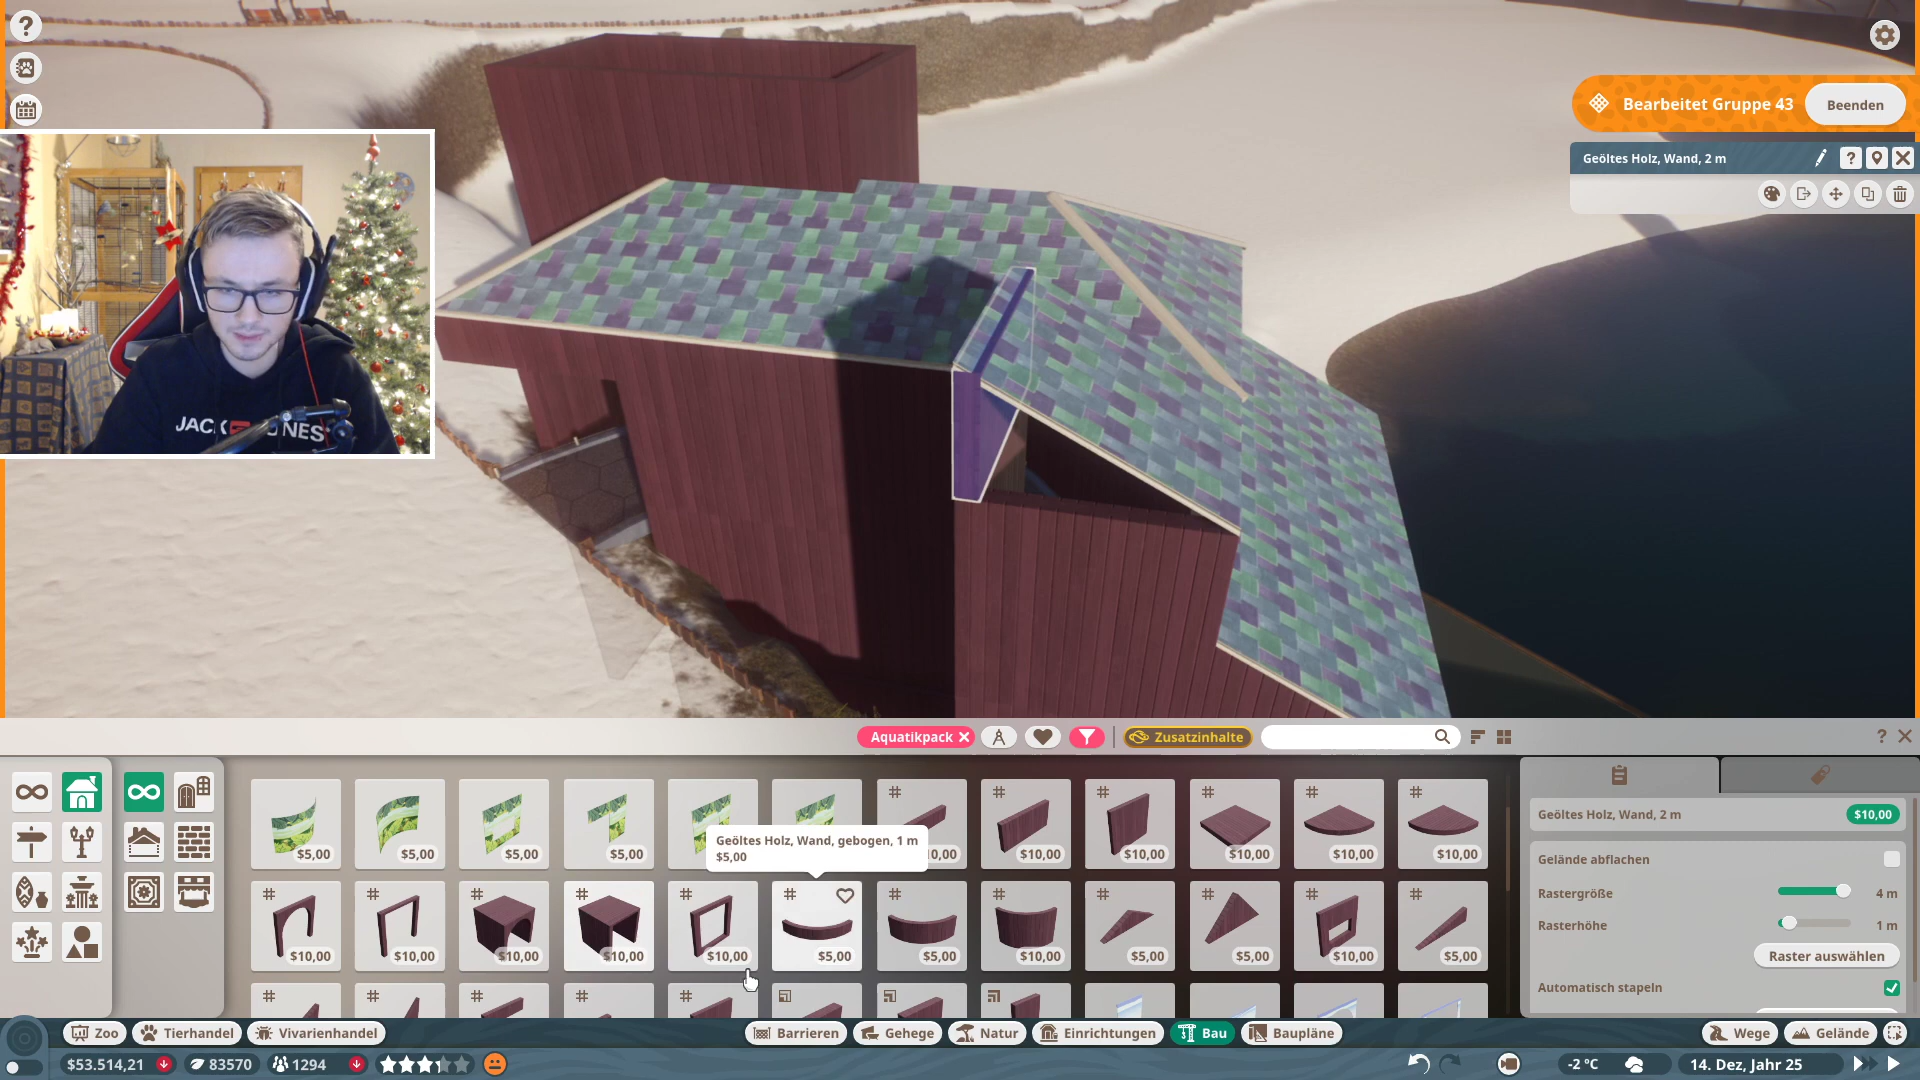 Bearbeitet Gruppe 43
Beenden
Geöltes Holz, Wand, 2 m
JACK JONES
Aquatikpack
Zusatzinhalte
$5,00
$5,00
$5,00
$5,00
$10,00
$10,00
$10,00
$10,00
$10,00
Geöltes Holz, Wand, gebogen, 1 m
$5,00
$10,00
$10,00
$10,00
$10,00
$10,00
$5,00
$5,00
$10,00
$5,00
$5,00
$10,00
$5,00
Geöltes Holz, Wand, 2 m
$10,00
Gelände abflachen
Rastergröße
4 m
Rasterhöhe
1 m
Raster auswählen
Automatisch stapeln
Zoo
Tierhandel
Vivarienhandel
Barrieren
Gehege
Natur
Einrichtungen
Bau
Baupläne
Wege
Gelände
$53.514,21
83570
1294
-2 °C
14. Dez, Jahr 25